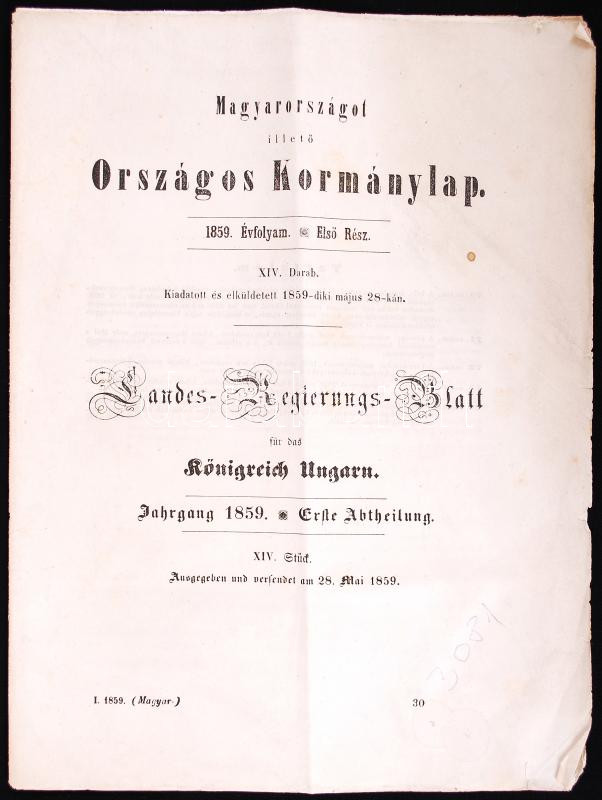 Magyarországot
illető
Országos Kormánylap.
1859. Évfolyam. Első Rész.
XIV. Darab.
Kiadatott és elküldetett 1859-diki május 28-kán.
Landes-Regierungs-Blatt
für das
Königreich Ungarn.
Jahrgang 1859. Erste Abtheilung.
XIV. Stück.
Ausgegeben und versendet am 28. Mai 1859.
3081
I. 1859. (Magyar.)
30